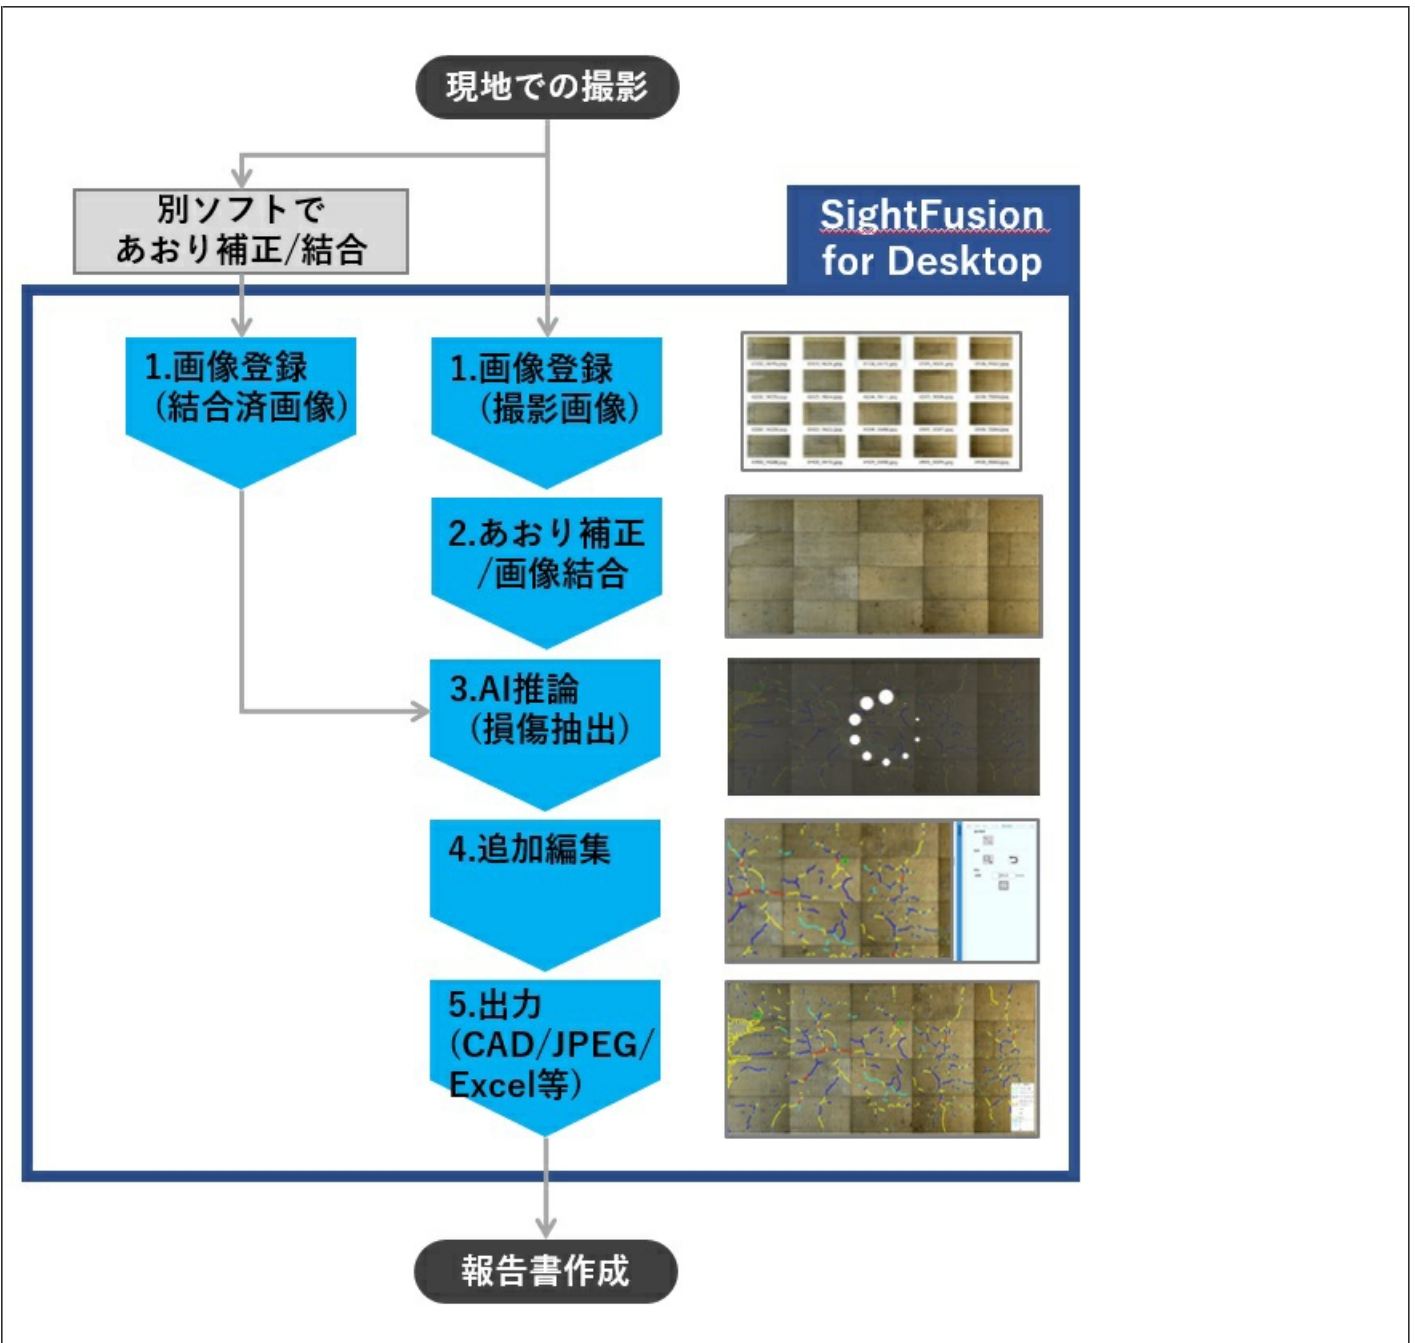 現地での撮影
別ソフトで
あおり補正/結合
SightFusion
for Desktop
1.画像登録
(結合済画像)
1.画像登録
(撮影画像)
2.あおり補正
/画像結合
3.AI推論
(損傷抽出)
4.追加編集
5.出力
(CAD/JPEG/
Excel等)
報告書作成